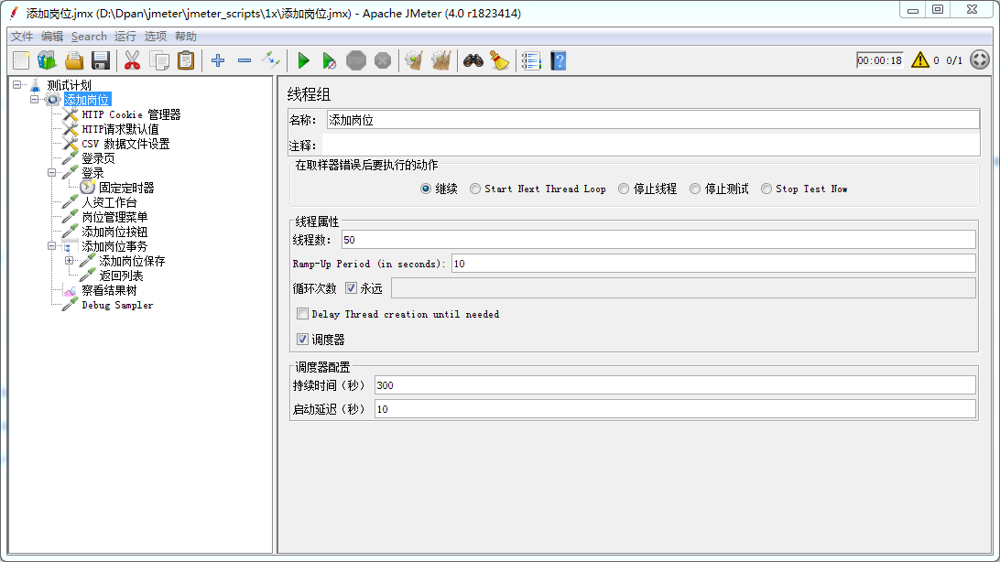 添加岗位.jmx (D:\Dpan\jmeter\jmeter_scripts\1x\添加岗位.jmx) - Apache JMeter (4.0 r1823414)
文件 编辑 Search 运行 选项 帮助
STOP 00:00:18 0 0/1
测试计划
添加岗位
HTTP Cookie 管理器
HTTP请求默认值
CSV 数据文件设置
登录页
登录
固定定时器
人资工作台
岗位管理菜单
添加岗位按钮
添加岗位事务
添加岗位保存
返回列表
察看结果树
Debug Sampler
线程组
名称： 添加岗位
注释：
在取样器错误后要执行的动作
继续 Start Next Thread Loop 停止线程 停止测试 Stop Test Now
线程属性
线程数： 50
Ramp-Up Period (in seconds): 10
循环次数 永远
Delay Thread creation until needed
调度器
调度器配置
持续时间（秒） 300
启动延迟（秒） 10